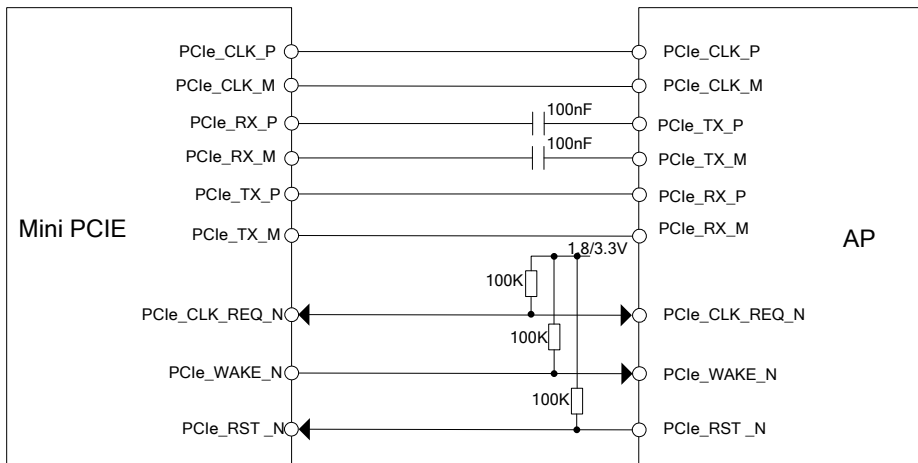 PCIe_CLK_P
PCIe_CLK_P
PCIe_CLK_M
PCIe_CLK_M
100nF
PCIe_RX_P
PCIe_TX_P
100nF
PCIe_RX_M
PCIe_TX_M
PCIe_TX_P
PCIe_RX_P
Mini PCIE
PCIe_TX_M
PCIe_RX_M
AP
1.8/3.3V
100K
PCIe_CLK_REQ_N
PCIe_CLK_REQ_N
100K
PCIe_WAKE_N
PCIe_WAKE_N
100K
PCIe_RST _N
PCIe_RST _N